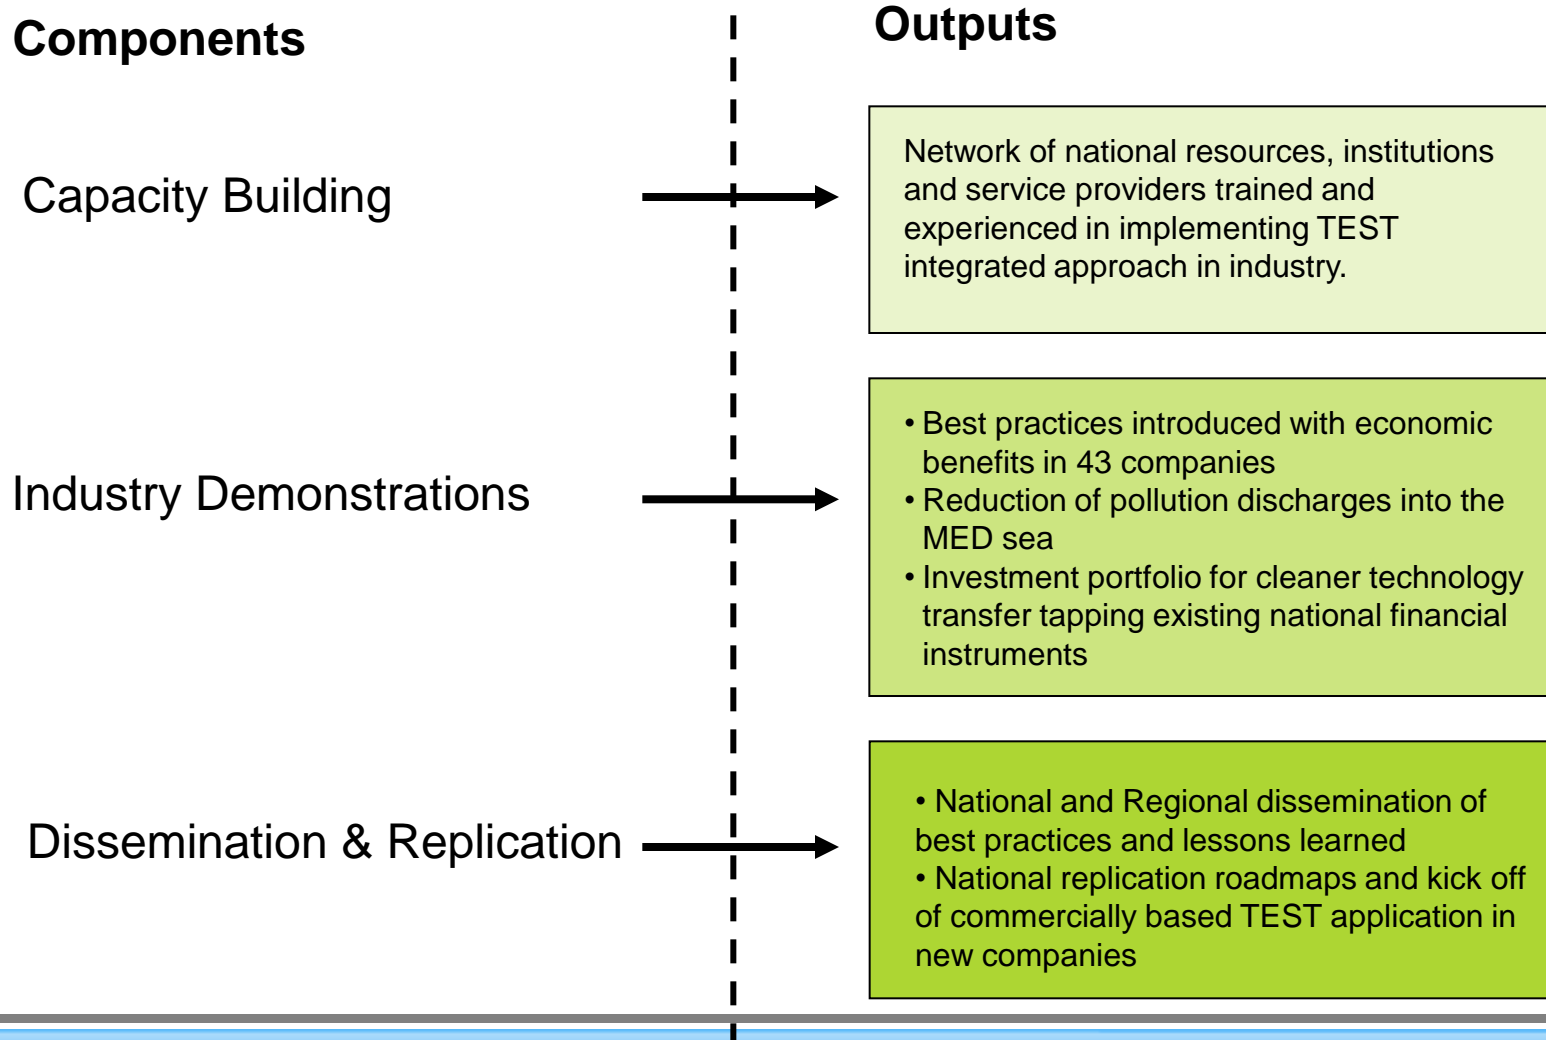 Components
Outputs
Capacity Building
Network of national resources, institutions
and service providers trained and
experienced in implementing TEST
integrated approach in industry.
Industry Demonstrations
• Best practices introduced with economic
benefits in 43 companies
• Reduction of pollution discharges into the
MED sea
• Investment portfolio for cleaner technology
transfer tapping existing national financial
instruments
Dissemination & Replication
• National and Regional dissemination of
best practices and lessons learned
• National replication roadmaps and kick off
of commercially based TEST application in
new companies